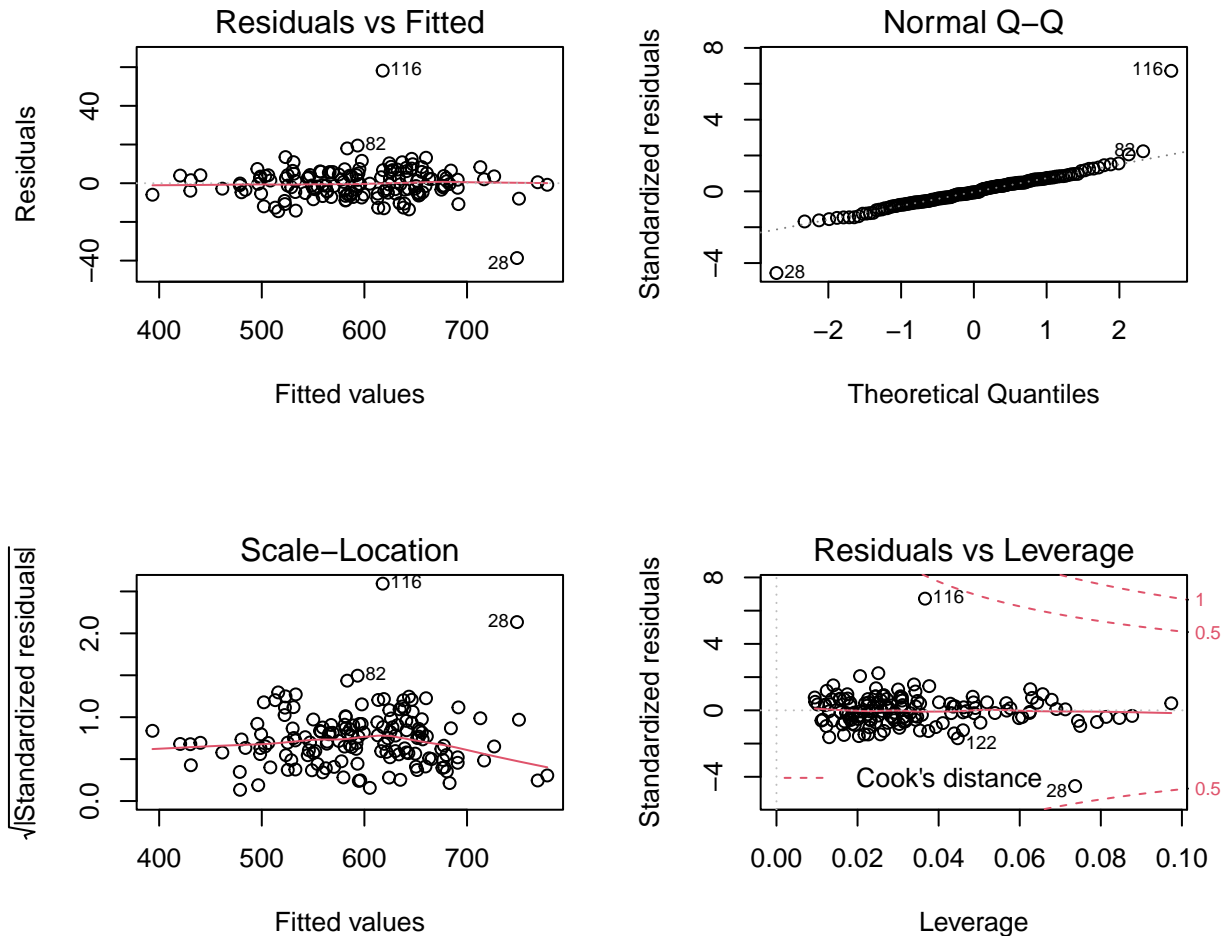 Residuals vs Fitted
Residuals
40
0
−40
116
82
28
400 500 600 700
Fitted values
Normal Q−Q
Standardized residuals
8
4
0
−4
116
82
28
−2 −1 0 1 2
Theoretical Quantiles
Scale−Location
√|Standardized residuals|
2.0
1.0
0.0
116
28
82
400 500 600 700
Fitted values
Residuals vs Leverage
Standardized residuals
8
4
0
−4
116
122
28
Cook's distance
1
0.5
0.5
0.00 0.02 0.04 0.06 0.08 0.10
Leverage